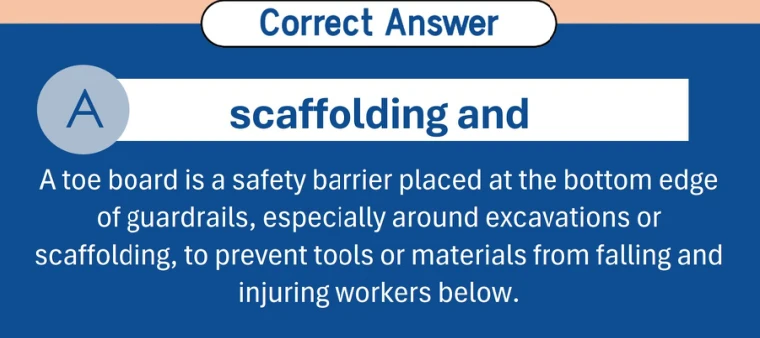 Correct Answer
A
scaffolding and
A toe board is a safety barrier placed at the bottom edge
of guardrails, especially around excavations or
scaffolding, to prevent tools or materials from falling and
injuring workers below.